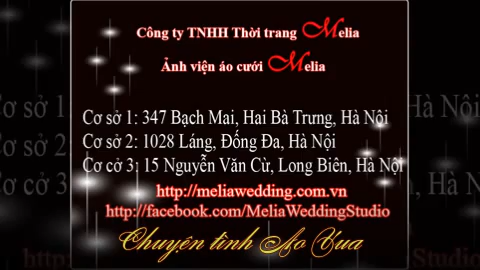 Công ty TNHH Thời trang Melia
Ảnh viện áo cưới Melia
Cơ sở 1: 347 Bạch Mai, Hai Bà Trưng, Hà Nội
Cơ sở 2: 1028 Láng, Đống Đa, Hà Nội
Cơ cở 3: 15 Nguyễn Văn Cừ, Long Biên, Hà Nội
http://meliawedding.com.vn
http://facebook.com/MeliaWeddingStudio
Chuyện tình Ao Vua